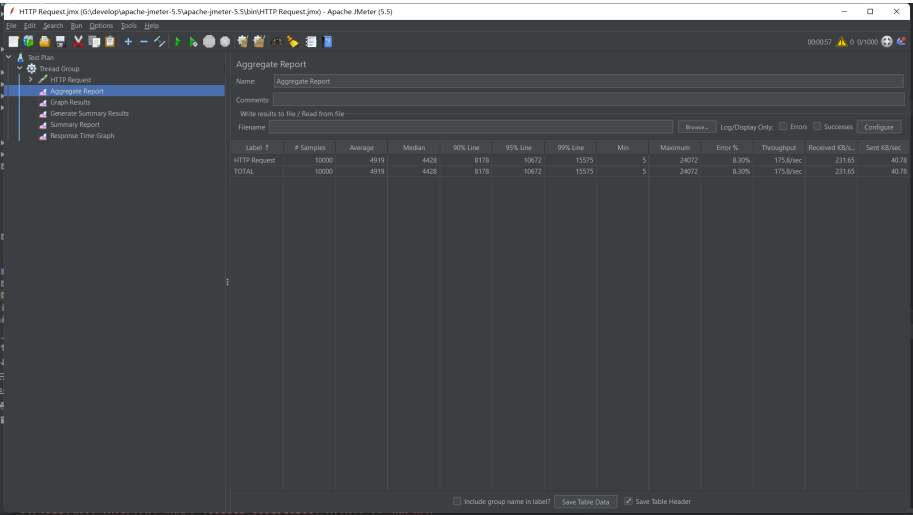 HTTP Request.jmx (G:\develop\apache-jmeter-5.5\apache-jmeter-5.5\bin\HTTP Request.jmx) - Apache JMeter (5.5)
File Edit Search Run Options Tools Help
00:00:57 0 0/1000
Test Plan
Thread Group
HTTP Request
Aggregate Report
Graph Results
Generate Summary Results
Summary Report
Response Time Graph
Aggregate Report
Name: Aggregate Report
Comments:
Write results to file / Read from file
Filename Browse... Log/Display Only: Errors Successes Configure
Label ↑ # Samples Average Median 90% Line 95% Line 99% Line Min Maximum Error % Throughput Received KB/s... Sent KB/sec
HTTP Request 10000 4919 4428 8178 10672 15575 5 24072 8.30% 175.8/sec 231.65 40.78
TOTAL 10000 4919 4428 8178 10672 15575 5 24072 8.30% 175.8/sec 231.65 40.78
Include group name in label? Save Table Data Save Table Header